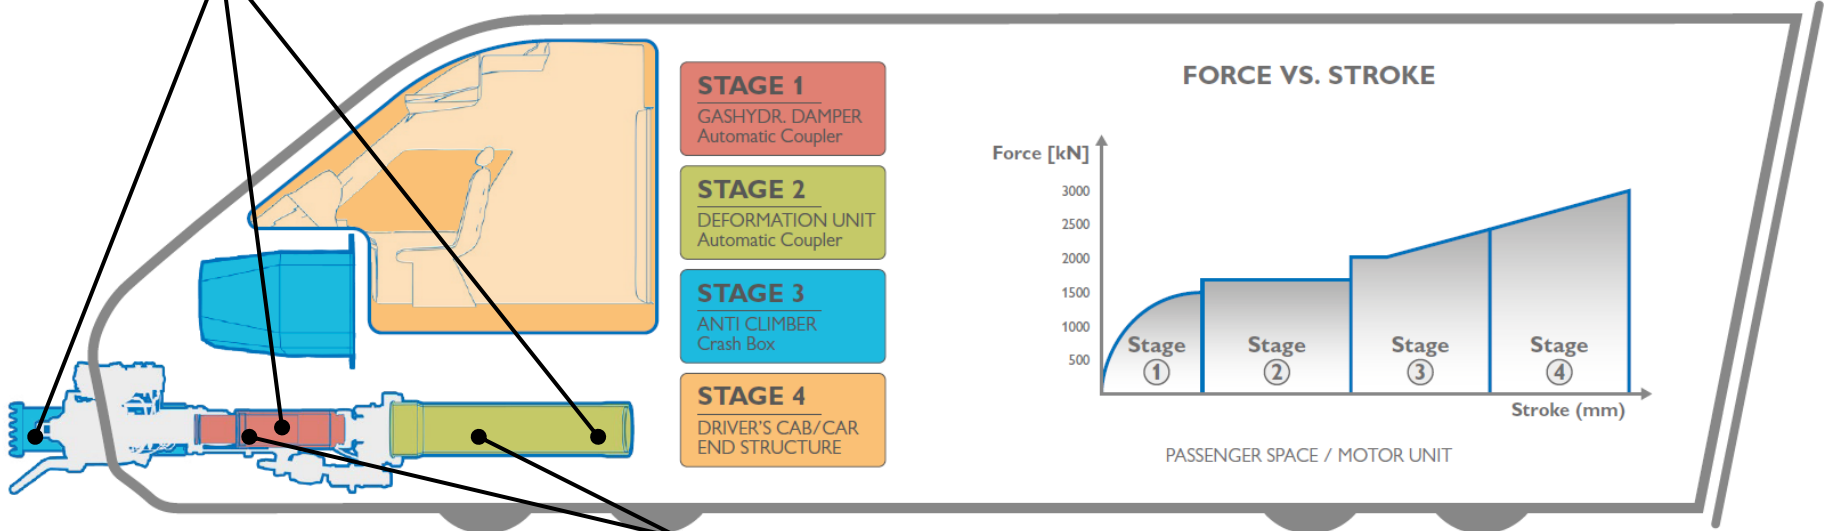 STAGE 1
GASHYDR. DAMPER
Automatic Coupler
STAGE 2
DEFORMATION UNIT
Automatic Coupler
STAGE 3
ANTI CLIMBER
Crash Box
STAGE 4
DRIVER'S CAB/CAR
END STRUCTURE
FORCE VS. STROKE
Force [kN]
3000
2500
2000
1500
1000
500
Stage
1
Stage
2
Stage
3
Stage
4
Stroke (mm)
PASSENGER SPACE / MOTOR UNIT